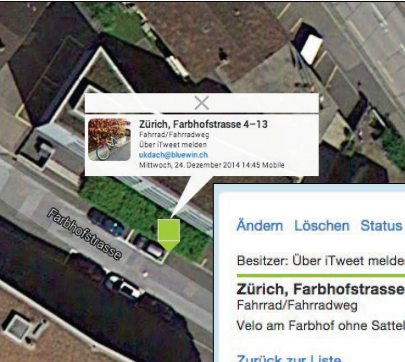 Zürich, Farbhofstrasse 4–13
Fahrrad/Fahrradweg
Über iTweet melden
ukdach@bluewin.ch
Mittwoch, 24. Dezember 2014 14:45 Mobile
Farbhofstrasse
Ändern Löschen Status
Besitzer: Über iTweet melden
Zürich, Farbhofstrasse
Fahrrad/Fahrradweg
Velo am Farbhof ohne Sattel
Zurück zur Liste